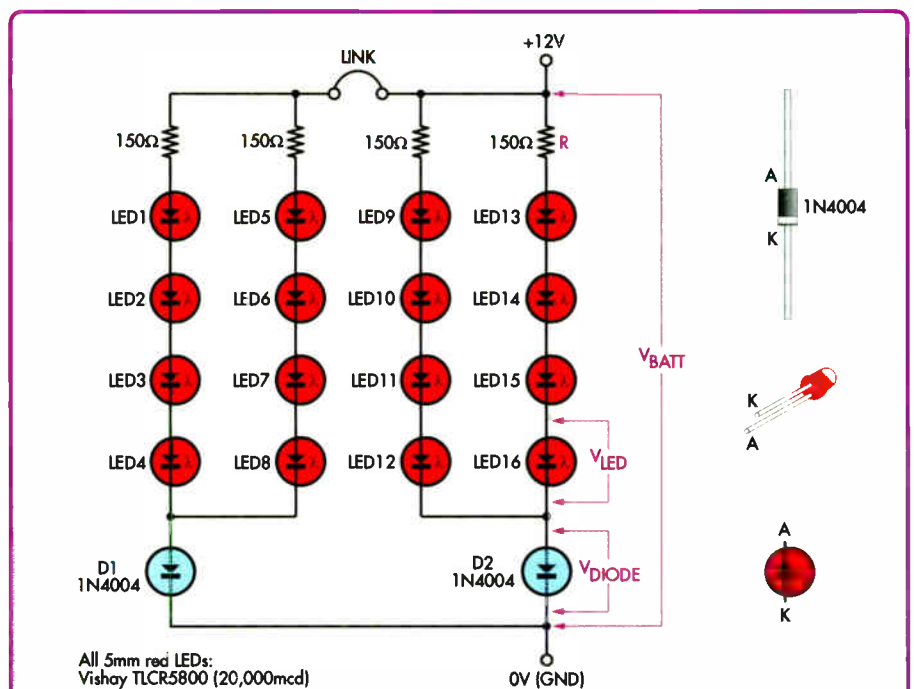 +12V
LINK
150Ω 150Ω 150Ω 150Ω R
LED1 LED5 LED9 LED13
LED2 LED6 LED10 LED14
LED3 LED7 LED11 LED15
LED4 LED8 LED12 LED16
VBATT
VLED
D1
1N4004
D2
1N4004
VDIODE
All 5mm red LEDs:
Vishay TLCR5800 (20,000mcd)
0V (GND)
A
1N4004
K
K
A
A
K